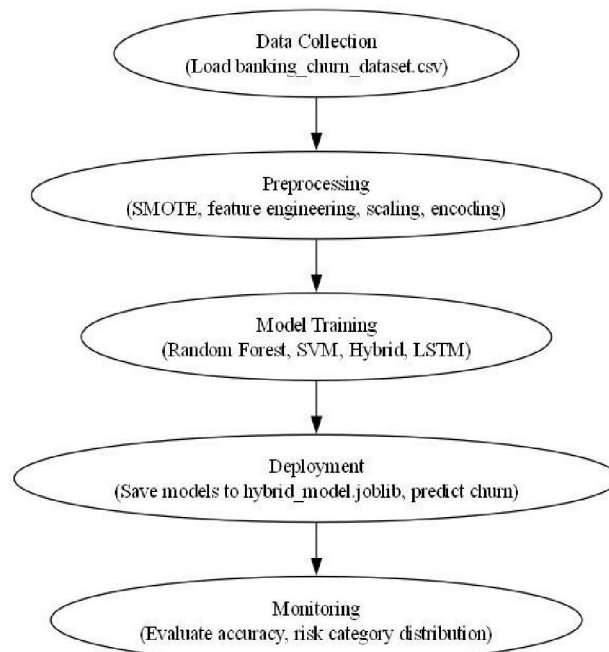 Data Collection
(Load banking_churn_dataset.csv)
Preprocessing
(SMOTE, feature engineering, scaling, encoding)
Model Training
(Random Forest, SVM, Hybrid, LSTM)
Deployment
(Save models to hybrid_model.joblib, predict churn)
Monitoring
(Evaluate accuracy, risk category distribution)